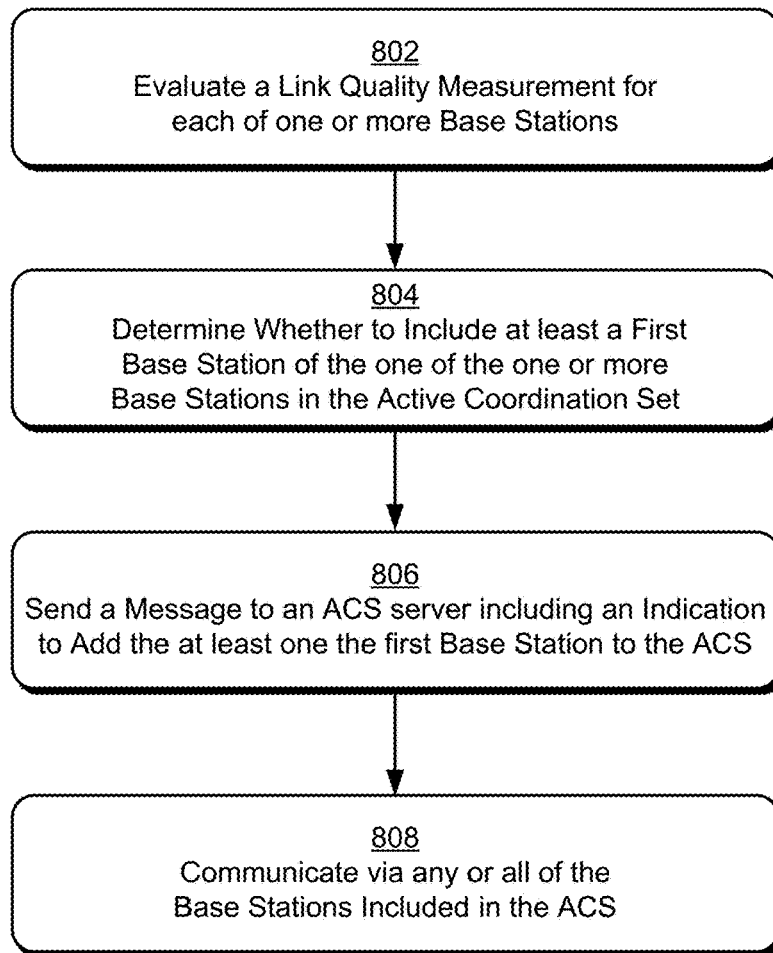 802
Evaluate a Link Quality Measurement for
each of one or more Base Stations
804
Determine Whether to Include at least a First
Base Station of the one of the one or more
Base Stations in the Active Coordination Set
806
Send a Message to an ACS server including an Indication
to Add the at least one the first Base Station to the ACS
808
Communicate via any or all of the
Base Stations Included in the ACS